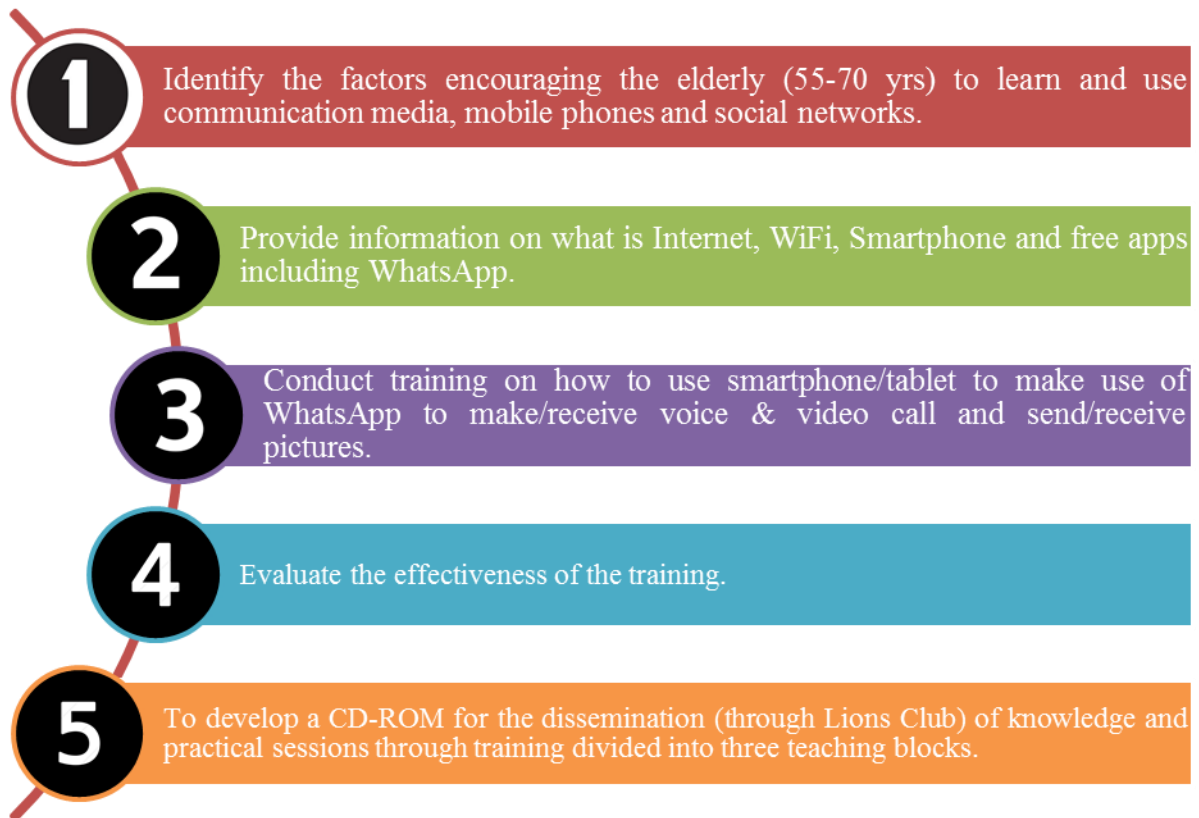 1
Identify the factors encouraging the elderly (55-70 yrs) to learn and use
communication media, mobile phones and social networks.
2
Provide information on what is Internet, WiFi, Smartphone and free apps
including WhatsApp.
3
Conduct training on how to use smartphone/tablet to make use of
WhatsApp to make/receive voice & video call and send/receive
pictures.
4
Evaluate the effectiveness of the training.
5
To develop a CD-ROM for the dissemination (through Lions Club) of knowledge and
practical sessions through training divided into three teaching blocks.